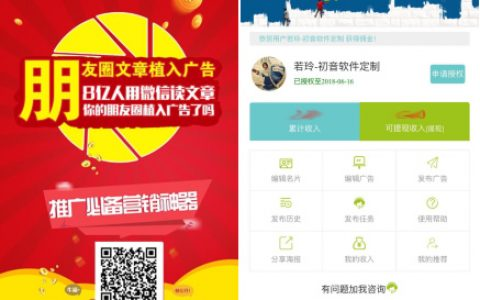 朋
友圈文章植入广告
8亿人用微信读文章
你的朋友圈植入广告了吗
推广必备营销神器
恭贺用户若玲-初音软件定制 获得佣金!
若玲-初音软件定制
已授权至2018-06-16
申请授权
累计收入
可提现收入(提现)
编辑名片
编辑广告
发布广告
发布历史
发布任务
使用帮助
分享海报
我的收入
我的推荐
有问题加我咨询